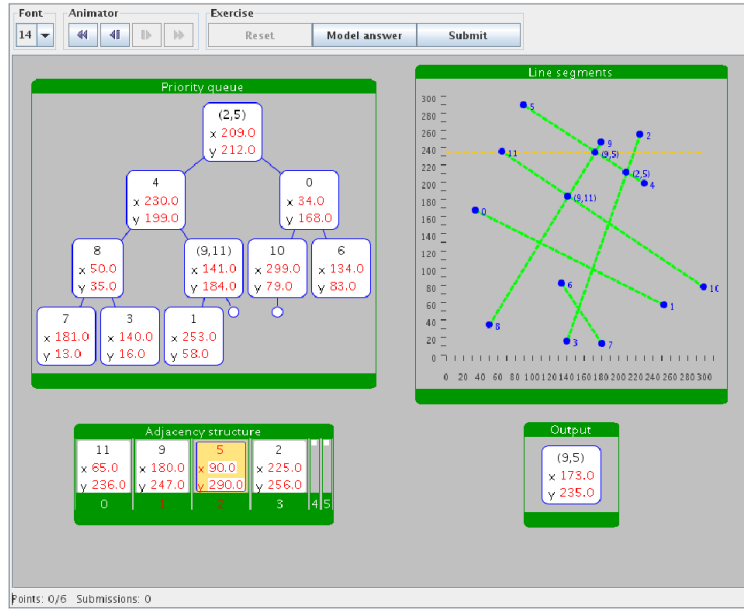 Font Animator Exercise
14 Reset Model answer Submit
Priority queue
(2,5)
x 209.0
y 212.0
4
x 230.0
y 199.0
0
x 34.0
y 168.0
8
x 50.0
y 35.0
(9,11)
x 141.0
y 184.0
10
x 299.0
y 79.0
6
x 134.0
y 83.0
7
x 181.0
y 13.0
3
x 140.0
y 16.0
1
x 253.0
y 58.0
Line segments
300
280
260
240
220
200
180
160
140
120
100
80
60
40
20
0
0 20 40 60 80 100 120 140 160 180 200 220 240 260 280 300
5
2
9
11
(9,5)
(2,5)
4
(9,11)
0
6
10
1
8
3
7
Adjacency structure
11
x 65.0
y 236.0
0
9
x 180.0
y 247.0
1
5
x 90.0
y 290.0
2
2
x 225.0
y 256.0
3
4 5
Output
(9,5)
x 173.0
y 235.0
Points: 0/6 Submissions: 0